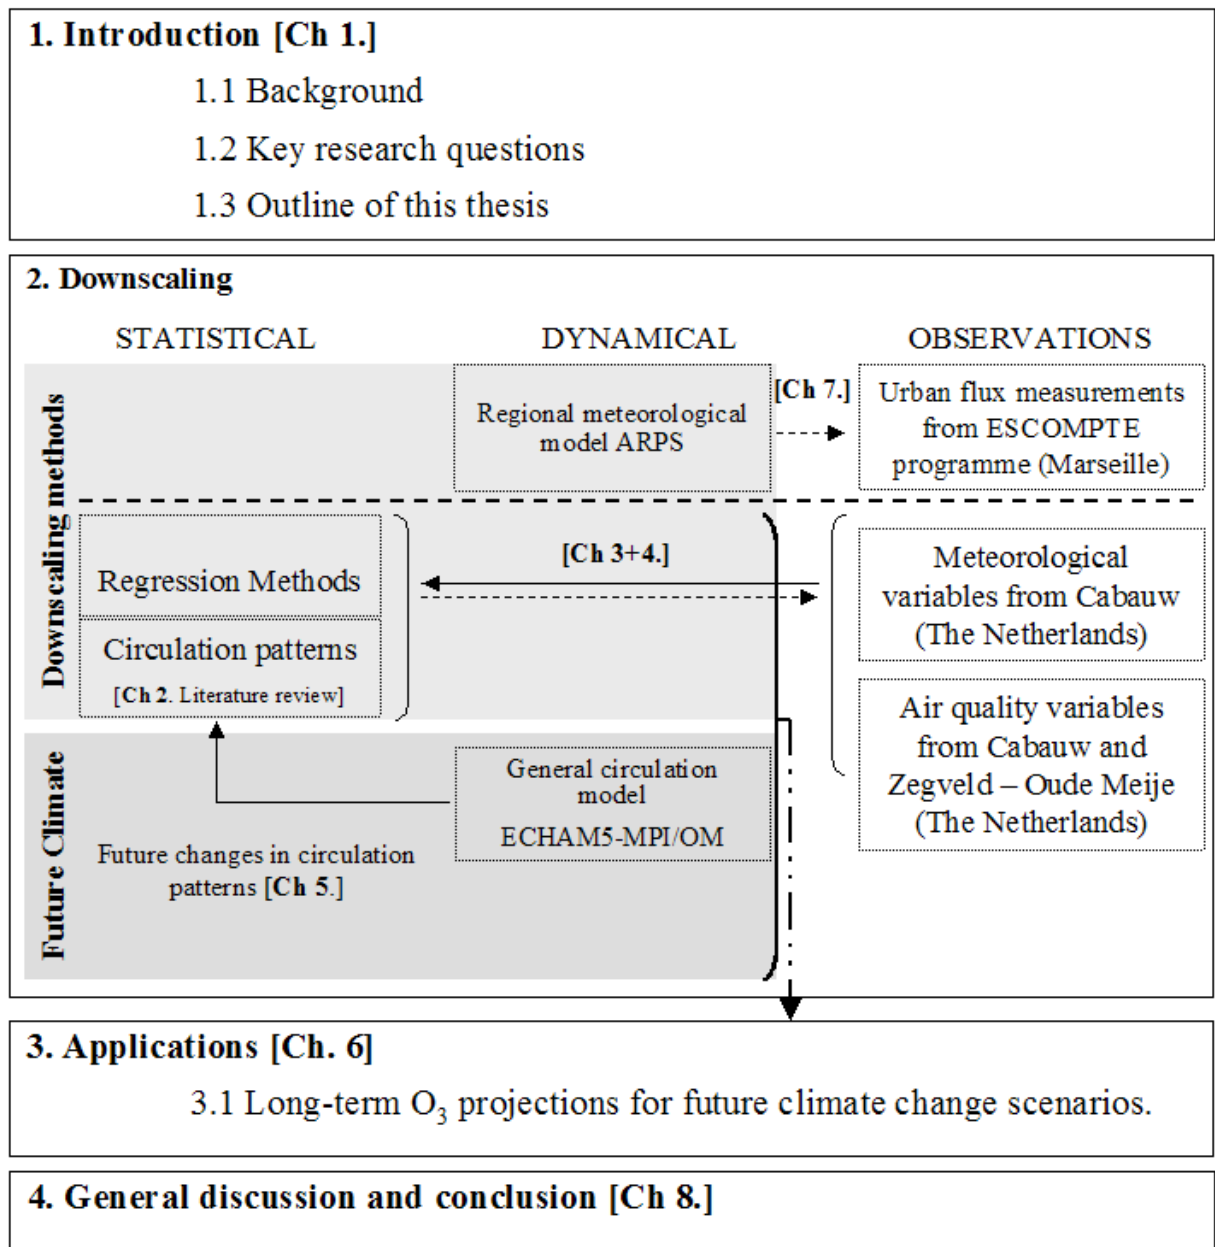 1. Introduction [Ch 1.]
1.1 Background
1.2 Key research questions
1.3 Outline of this thesis
2. Downscaling
STATISTICAL
DYNAMICAL
OBSERVATIONS
Downscaling methods
Regional meteorological
model ARPS
[Ch 7.]
Urban flux measurements
from ESCOMPTE
programme (Marseille)
Regression Methods
Circulation patterns
[Ch 2. Literature review]
[Ch 3+4.]
Meteorological
variables from Cabauw
(The Netherlands)
Air quality variables
from Cabauw and
Zegveld – Oude Meije
(The Netherlands)
Future Climate
General circulation
model
ECHAM5-MPI/OM
Future changes in circulation
patterns [Ch 5.]
3. Applications [Ch. 6]
3.1 Long-term O₃ projections for future climate change scenarios.
4. General discussion and conclusion [Ch 8.]